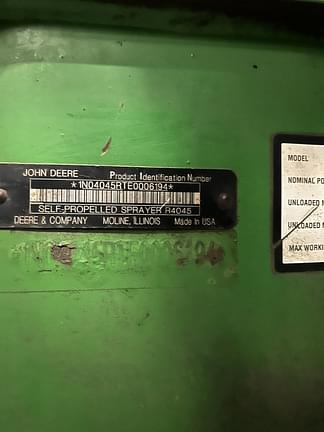 JOHN DEERE Product Identification Number
*1N04045RTE0006194*
SELF-PROPELLED SPRAYER R4045
DEERE & COMPANY MOLINE, ILLINOIS Made In USA
MODEL
NOMINAL PO
UNLOADED M
UNLOADED M
MAX WORKI